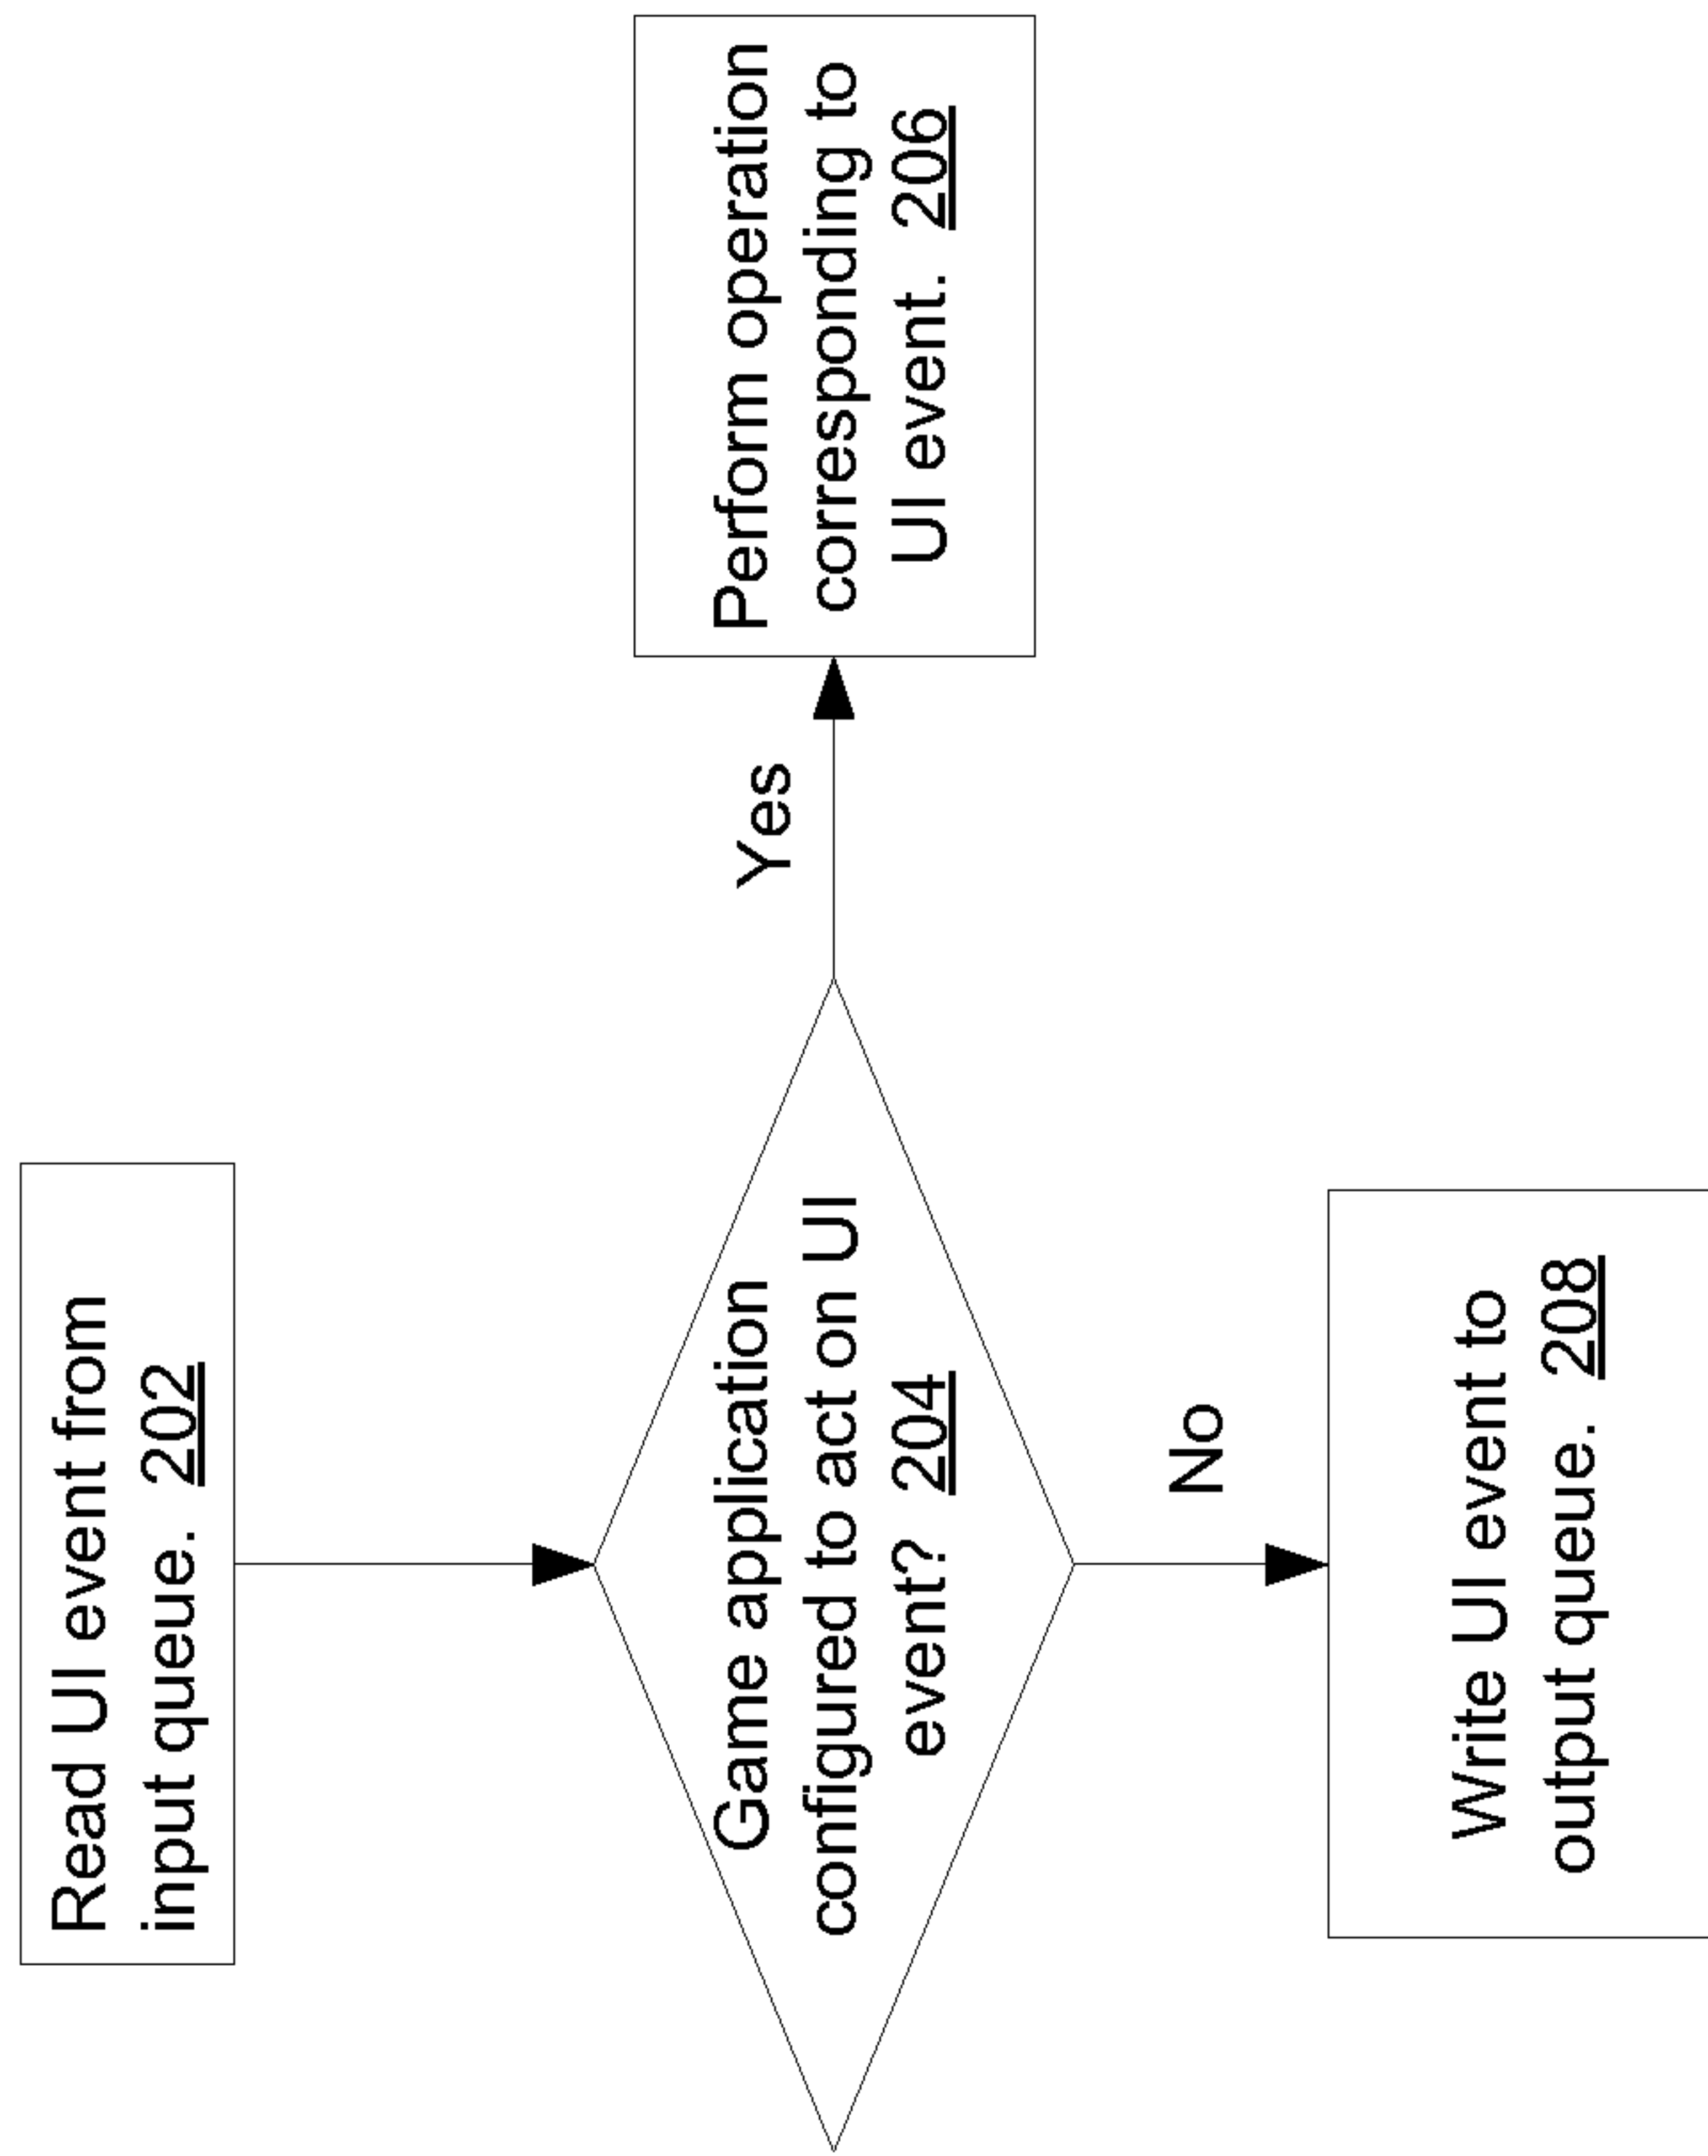 Read UI event from
input queue. 202
Game application
configured to act on UI
event? 204
Yes
Perform operation
corresponding to
UI event. 206
No
Write UI event to
output queue. 208